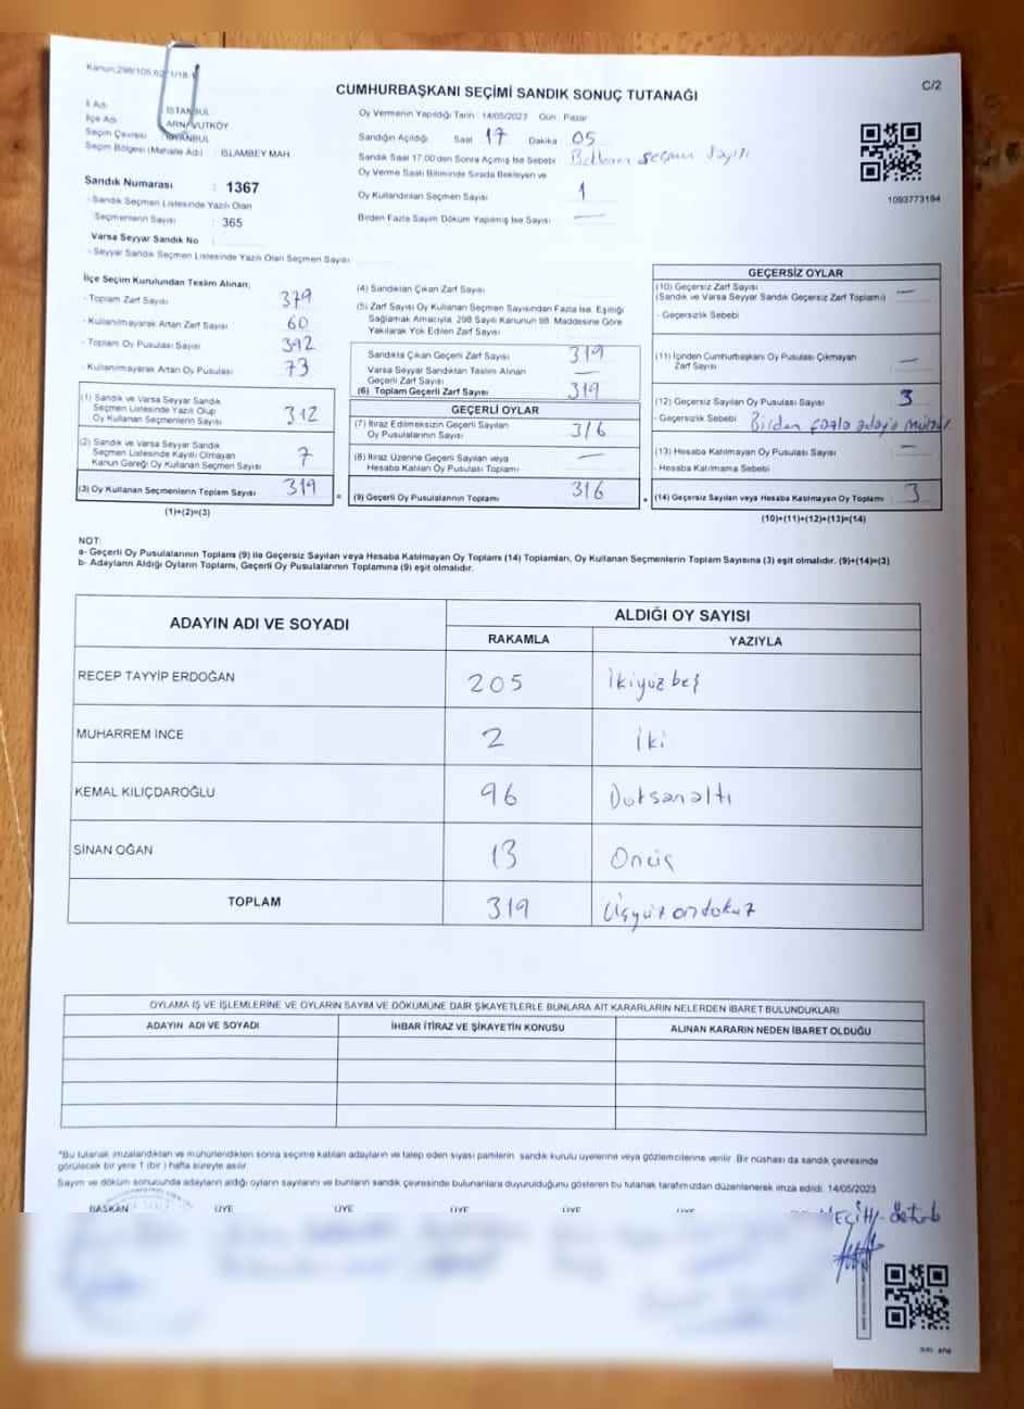 Kanun:298/105,62
C/2
CUMHURBAŞKANI SEÇİMİ SANDIK SONUÇ TUTANAĞI
İl Adı İSTANBUL
İlçe Adı ARNAVUTKÖY
Seçim Çevresi İSTANBUL
Seçim Bölgesi (Mahalle Adı) : ISLAMBEY MAH
Sandık Numarası : 1367
- Sandık Seçmen Listesinde Yazılı Olan
Seçmenlerin Sayısı : 365
Varsa Seyyar Sandık No
- Seyyar Sandık Seçmen Listesinde Yazılı Olan Seçmen Sayısı
Oy Vermenin Yapıldığı Tarih : 14/05/2023 Gün : Pazar
Sandığın Açıldığı Saat 17 Dakika 05
Sandık Saat 17.00'den Sonra Açılmış İse Sebebi seçmen sayılı
Oy Verme Saati Bitiminde Sırada Bekleyen ve
Oy Kullandırılan Seçmen Sayısı 1
Birden Fazla Sayım Döküm Yapılmış İse Sayısı —
1093773184
İlçe Seçim Kurulundan Teslim Alınan;
- Toplam Zarf Sayısı 379
- Kullanılmayarak Artan Zarf Sayısı 60
- Toplam Oy Pusulası Sayısı 392
- Kullanılmayarak Artan Oy Pusulası 73
(1) Sandık ve Varsa Seyyar Sandık
Seçmen Listesinde Yazılı Olup
Oy Kullanan Seçmenlerin Sayısı 312
(2) Sandık ve Varsa Seyyar Sandık
Seçmen Listesinde Kayıtlı Olmayan
Kanun Gereği Oy Kullanan Seçmen Sayısı 7
(3) Oy Kullanan Seçmenlerin Toplam Sayısı 319
(1)+(2)=(3)
(4) Sandıktan Çıkan Zarf Sayısı
(5) Zarf Sayısı Oy Kullanan Seçmen Sayısından Fazla İse, Eşitliği
Sağlamak Amacıyla, 298 Sayılı Kanunun 98. Maddesine Göre
Yakılarak Yok Edilen Zarf Sayısı
Sandıkta Çıkan Geçerli Zarf Sayısı 319
Varsa Seyyar Sandıktan Teslim Alınan
Geçerli Zarf Sayısı —
(6) Toplam Geçerli Zarf Sayısı 319
GEÇERLİ OYLAR
(7) İtiraz Edilmeksizin Geçerli Sayılan
Oy Pusulalarının Sayısı 316
(8) İtiraz Üzerine Geçerli Sayılan veya
Hesaba Katılan Oy Pusulası Toplamı —
= (9) Geçerli Oy Pusulalarının Toplamı 316
GEÇERSİZ OYLAR
(10) Geçersiz Zarf Sayısı
(Sandık ve Varsa Seyyar Sandık Geçersiz Zarf Toplamı) —
- Geçersizlik Sebebi
(11) İçinden Cumhurbaşkanı Oy Pusulası Çıkmayan
Zarf Sayısı —
(12) Geçersiz Sayılan Oy Pusulası Sayısı 3
- Geçersizlik Sebebi Birden fazla adaya mühür
(13) Hesaba Katılmayan Oy Pusulası Sayısı —
- Hesaba Katılmama Sebebi
+ (14) Geçersiz Sayılan veya Hesaba Katılmayan Oy Toplamı 3
(10)+(11)+(12)+(13)=(14)
NOT:
a- Geçerli Oy Pusulalarının Toplamı (9) ile Geçersiz Sayılan veya Hesaba Katılmayan Oy Toplamı (14) Toplamları, Oy Kullanan Seçmenlerin Toplam Sayısına (3) eşit olmalıdır. (9)+(14)=(3)
b- Adayların Aldığı Oyların Toplamı, Geçerli Oy Pusulalarının Toplamına (9) eşit olmalıdır.
ADAYIN ADI VE SOYADI
ALDIĞI OY SAYISI
RAKAMLA YAZIYLA
RECEP TAYYİP ERDOĞAN 205 İkiyuz beş
MUHARREM İNCE 2 İki
KEMAL KILIÇDAROĞLU 96 Doksanaltı
SİNAN OĞAN 13 Onüç
TOPLAM 319 Üçyüz ondokuz
OYLAMA İŞ VE İŞLEMLERİNE VE OYLARIN SAYIM VE DÖKÜMÜNE DAİR ŞİKAYETLERLE BUNLARA AİT KARARLARIN NELERDEN İBARET BULUNDUKLARI
ADAYIN ADI VE SOYADI İHBAR İTİRAZ VE ŞİKAYETİN KONUSU ALINAN KARARIN NEDEN İBARET OLDUĞU
*Bu tutanak imzalandıktan ve mühürlendikten sonra seçime katılan adayların ve talep eden siyasi partilerin sandık kurulu üyelerine veya gözlemcilerine verilir. Bir nüshası da sandık çevresinde
görülecek bir yere 1 (bir ) hafta süreyle asılır.
Sayım ve döküm sonucunda adayların aldığı oyların sayılarını ve bunların sandık çevresinde bulunanlara duyurulduğunu gösteren bu tutanak tarafımızdan düzenlenerek imza edildi. 14/05/2023
BAŞKAN ÜYE ÜYE ÜYE ÜYE ÜYE